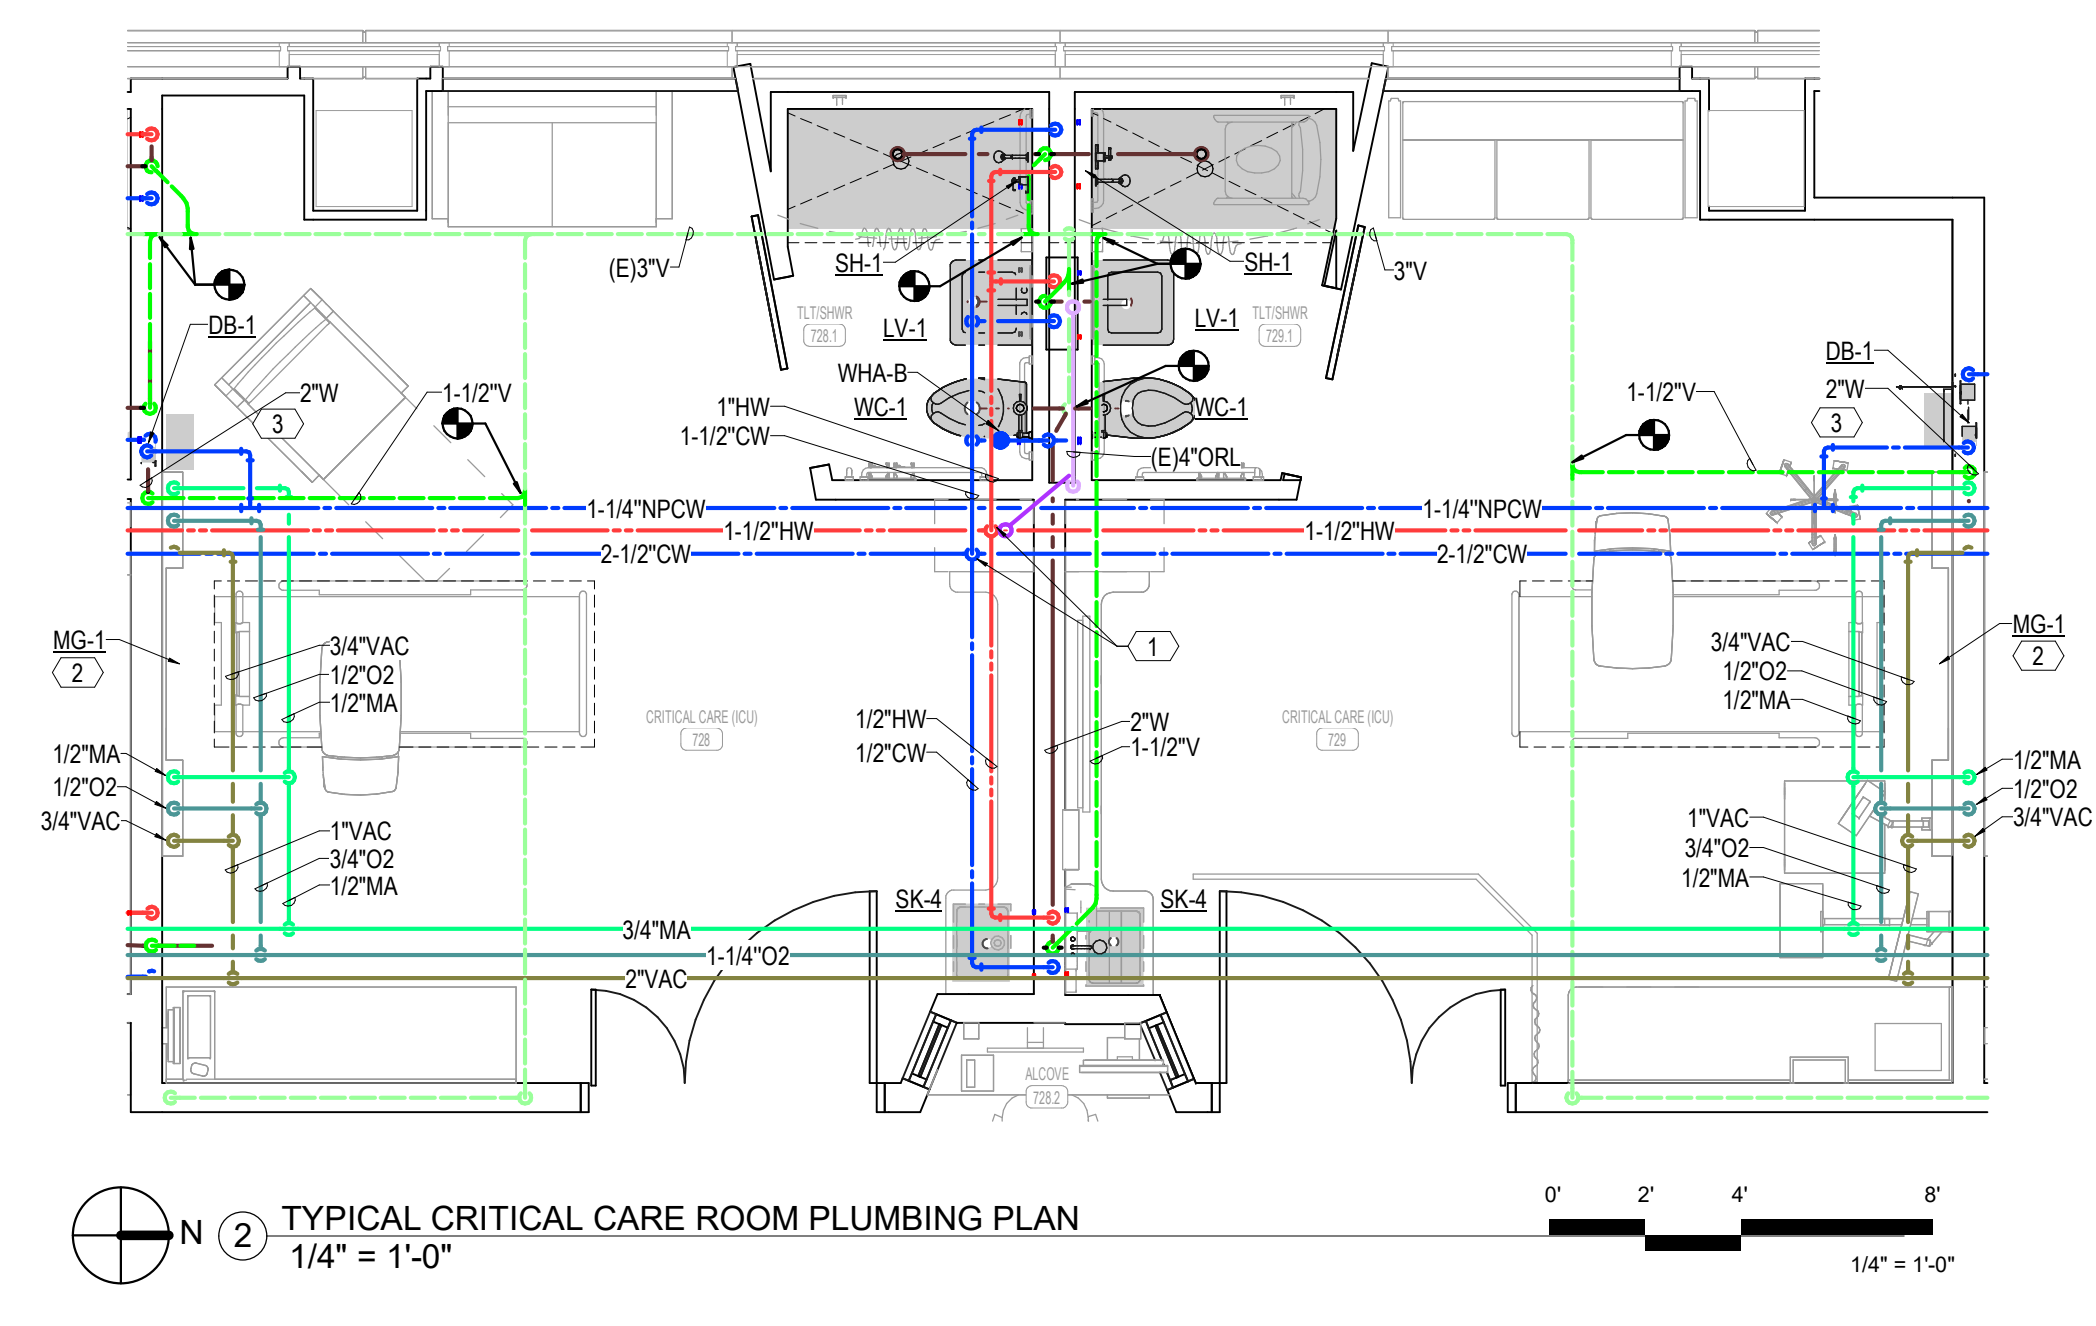 (E)3"V
SH-1
SH-1
3"V
TLT/SHWR
728.1
LV-1
LV-1
TLT/SHWR
729.1
DB-1
DB-1
2"W
3
1-1/2"V
WHA-B
WC-1
WC-1
1"HW
1-1/2"CW
(E)4"ORL
1-1/2"V
2"W
3
1-1/4"NPCW
1-1/4"NPCW
1-1/2"HW
1-1/2"HW
2-1/2"CW
2-1/2"CW
MG-1
2
3/4"VAC
1/2"O2
1/2"MA
1
3/4"VAC
1/2"O2
1/2"MA
MG-1
2
CRITICAL CARE (ICU)
728
1/2"HW
1/2"CW
2"W
1-1/2"V
CRITICAL CARE (ICU)
729
1/2"MA
1/2"O2
3/4"VAC
1/2"MA
1/2"O2
3/4"VAC
1"VAC
3/4"O2
1/2"MA
1"VAC
3/4"O2
1/2"MA
SK-4
SK-4
3/4"MA
1-1/4"O2
2"VAC
ALCOVE
728.2
N
2
TYPICAL CRITICAL CARE ROOM PLUMBING PLAN
1/4" = 1'-0"
0' 2' 4' 8'
1/4" = 1'-0"